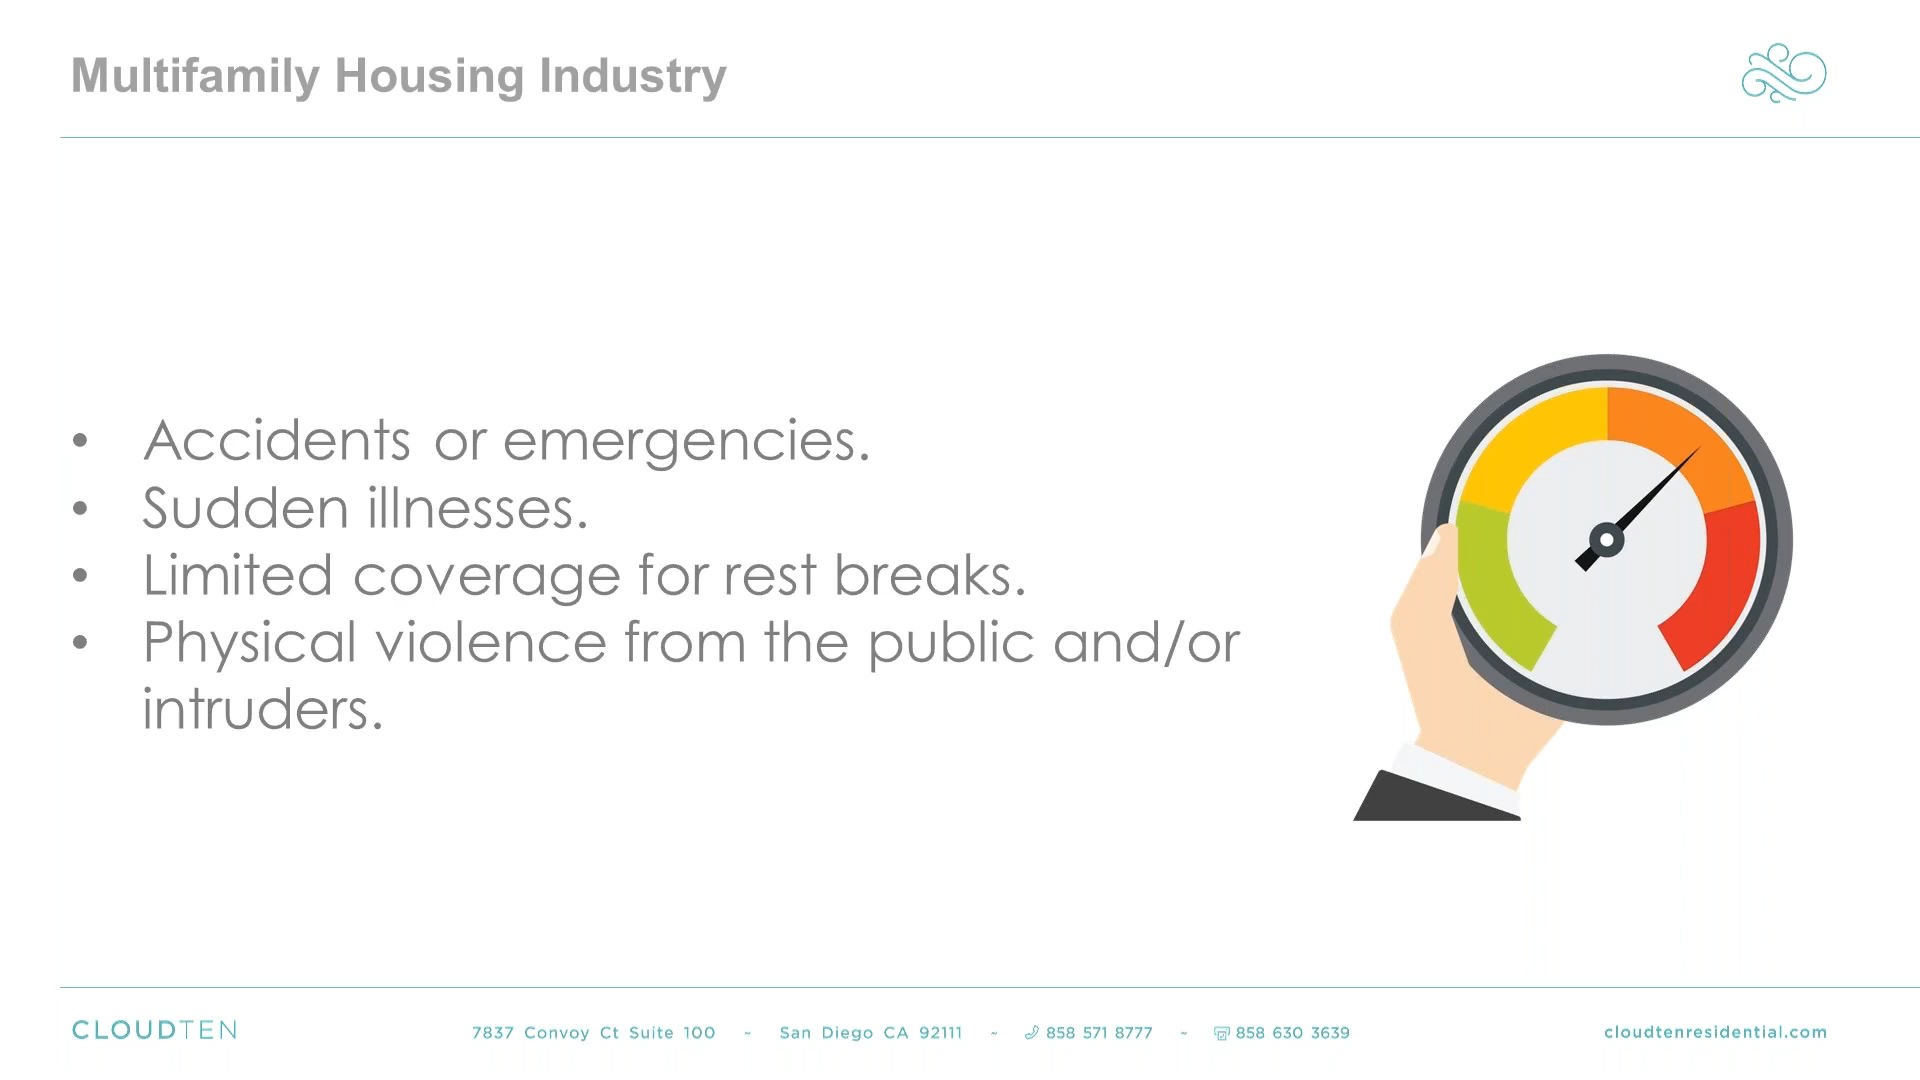 Multifamily Housing Industry
• Accidents or emergencies.
• Sudden illnesses.
• Limited coverage for rest breaks.
• Physical violence from the public and/or
intruders.
CLOUDTEN
7837 Convoy Ct Suite 100 ~ San Diego CA 92111 ~ 858 571 8777 ~ 858 630 3639
cloudtenresidential.com